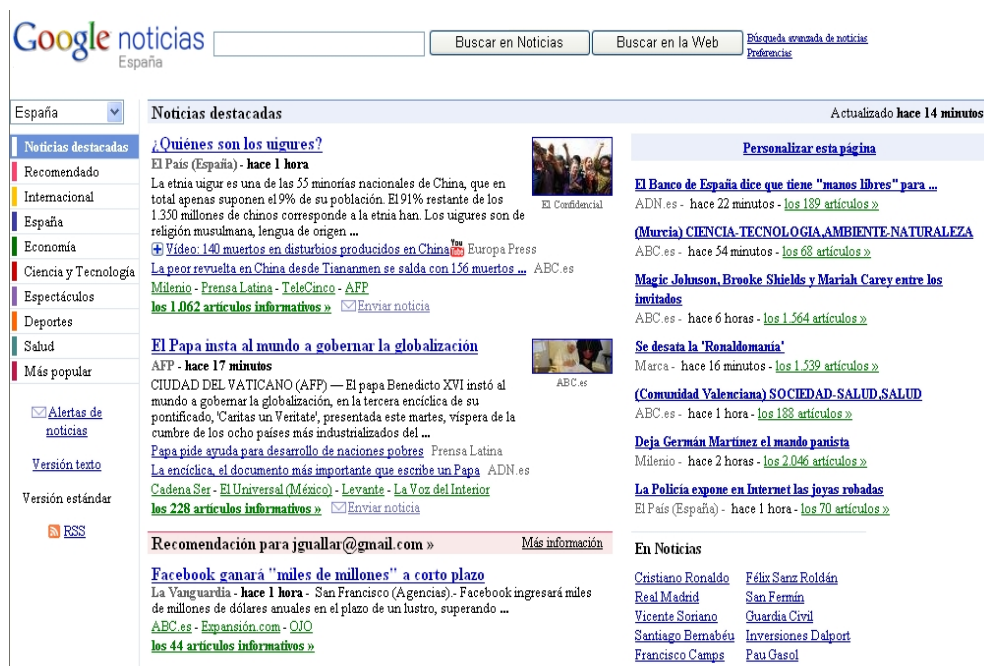 Google noticias
España
Buscar en Noticias
Buscar en la Web
Búsqueda avanzada de noticias
Preferencias
España
Noticias destacadas
Recomendado
Internacional
España
Economía
Ciencia y Tecnología
Espectáculos
Deportes
Salud
Más popular
Alertas de
noticias
Versión texto
Versión estándar
RSS
Noticias destacadas
Actualizado hace 14 minutos
¿Quiénes son los uigures?
El País (España) - hace 1 hora
La etnia uigur es una de las 55 minorías nacionales de China, que en
total apenas suponen el 9% de su población. El 91% restante de los
1.350 millones de chinos corresponde a la etnia han. Los uigures son de
religión musulmana, lengua de origen ...
Vídeo: 140 muertos en disturbios producidos en China You Tube Europa Press
La peor revuelta en China desde Tiananmen se salda con 156 muertos ... ABC.es
Milenio - Prensa Latina - TeleCinco - AFP
los 1.062 artículos informativos » Enviar noticia
El Confidencial
El Papa insta al mundo a gobernar la globalización
AFP - hace 17 minutos
CIUDAD DEL VATICANO (AFP) — El papa Benedicto XVI instó al
mundo a gobernar la globalización, en la tercera encíclica de su
pontificado, 'Caritas un Veritate', presentada este martes, víspera de la
cumbre de los ocho países más industrializados del ...
Papa pide ayuda para desarrollo de naciones pobres Prensa Latina
La encíclica, el documento más importante que escribe un Papa ADN.es
Cadena Ser - El Universal (México) - Levante - La Voz del Interior
los 228 artículos informativos » Enviar noticia
ABC.es
Recomendación para jguallar@gmail.com »
Más información
Facebook ganará "miles de millones" a corto plazo
La Vanguardia - hace 1 hora - San Francisco (Agencias).- Facebook ingresará miles
de millones de dólares anuales en el plazo de un lustro, superando ...
ABC.es - Expansión.com - OJO
los 44 artículos informativos »
Personalizar esta página
El Banco de España dice que tiene "manos libres" para ...
ADN.es - hace 22 minutos - los 189 artículos »
(Murcia) CIENCIA-TECNOLOGIA,AMBIENTE-NATURALEZA
ABC.es - hace 54 minutos - los 68 artículos »
Magic Johnson, Brooke Shields y Mariah Carey entre los
invitados
ABC.es - hace 6 horas - los 1.564 artículos »
Se desata la 'Ronaldomanía'
Marca - hace 16 minutos - los 1.539 artículos »
(Comunidad Valenciana) SOCIEDAD-SALUD,SALUD
ABC.es - hace 1 hora - los 188 artículos »
Deja Germán Martínez el mando panista
Milenio - hace 2 horas - los 2.046 artículos »
La Policía expone en Internet las joyas robadas
El País (España) - hace 1 hora - los 70 artículos »
En Noticias
Cristiano Ronaldo
Real Madrid
Vicente Soriano
Santiago Bernabéu
Francisco Camps
Félix Sanz Roldán
San Fermín
Guardia Civil
Inversiones Dalport
Pau Gasol